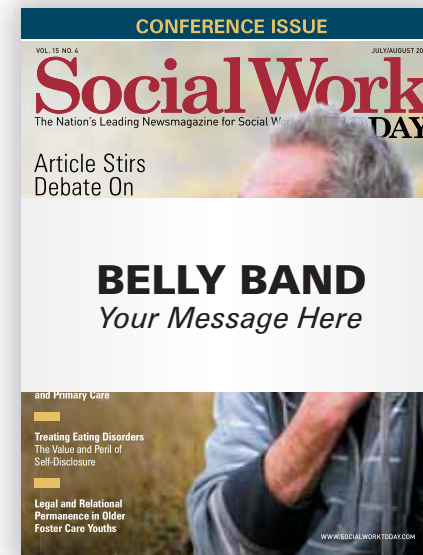 CONFERENCE ISSUE
VOL. 15 NO. 4 JULY/AUGUST 20
Social Work
The Nation's Leading Newsmagazine for Social
DAY
Article Stirs
Debate On
BELLY BAND
Your Message Here
and Primary Care
Treating Eating Disorders
The Value and Peril of
Self-Disclosure
Legal and Relational
Permanence in Older
Foster Care Youths
WWW.SOCIALWORKTODAY.COM